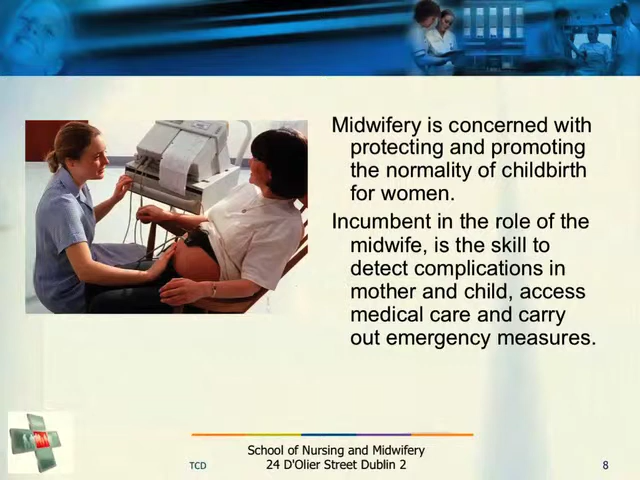 Midwifery is concerned with
protecting and promoting
the normality of childbirth
for women.
Incumbent in the role of the
midwife, is the skill to
detect complications in
mother and child, access
medical care and carry
out emergency measures.
School of Nursing and Midwifery
TCD
24 D'Olier Street Dublin 2
8